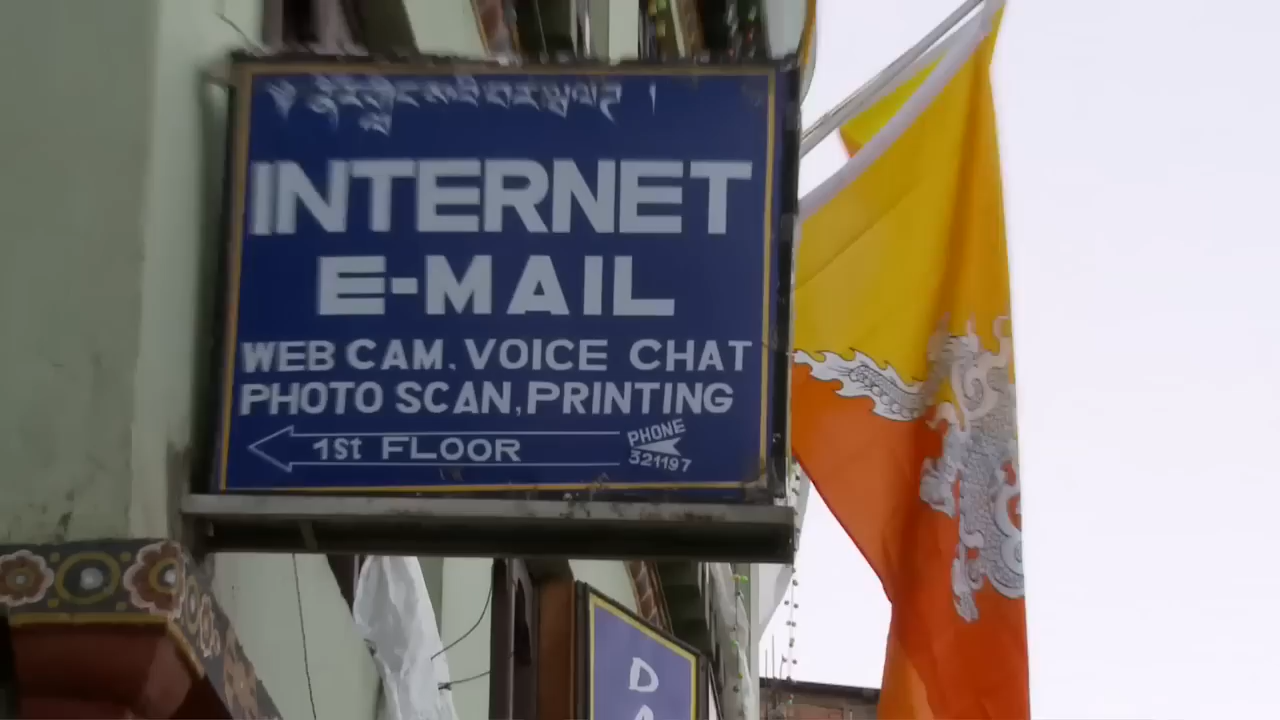 INTERNET
E-MAIL
WEB CAM. VOICE CHAT
PHOTO SCAN, PRINTING
1St FLOOR
PHONE
321197
D